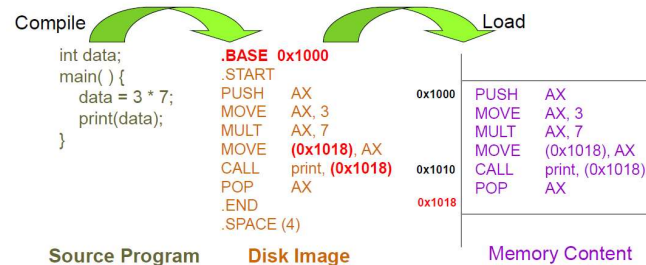 Compile
Load
int data;
main( ) {
data = 3 * 7;
print(data);
}
.BASE 0x1000
.START
PUSH AX
MOVE AX, 3
MULT AX, 7
MOVE (0x1018), AX
CALL print, (0x1018)
POP AX
.END
.SPACE (4)
0x1000
0x1010
0x1018
PUSH AX
MOVE AX, 3
MULT AX, 7
MOVE (0x1018), AX
CALL print, (0x1018)
POP AX
Source Program
Disk Image
Memory Content